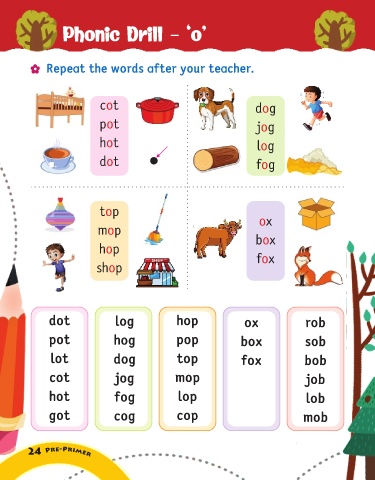 Phonic Drill – 'o'
Repeat the words after your teacher.
cot
pot
hot
dot
dog
jog
log
fog
top
mop
hop
shop
ox
box
fox
dot
pot
lot
cot
hot
got
log
hog
dog
jog
fog
cog
hop
pop
top
mop
lop
cop
ox
box
fox
rob
sob
bob
job
lob
mob
24 PRE-PRIMER